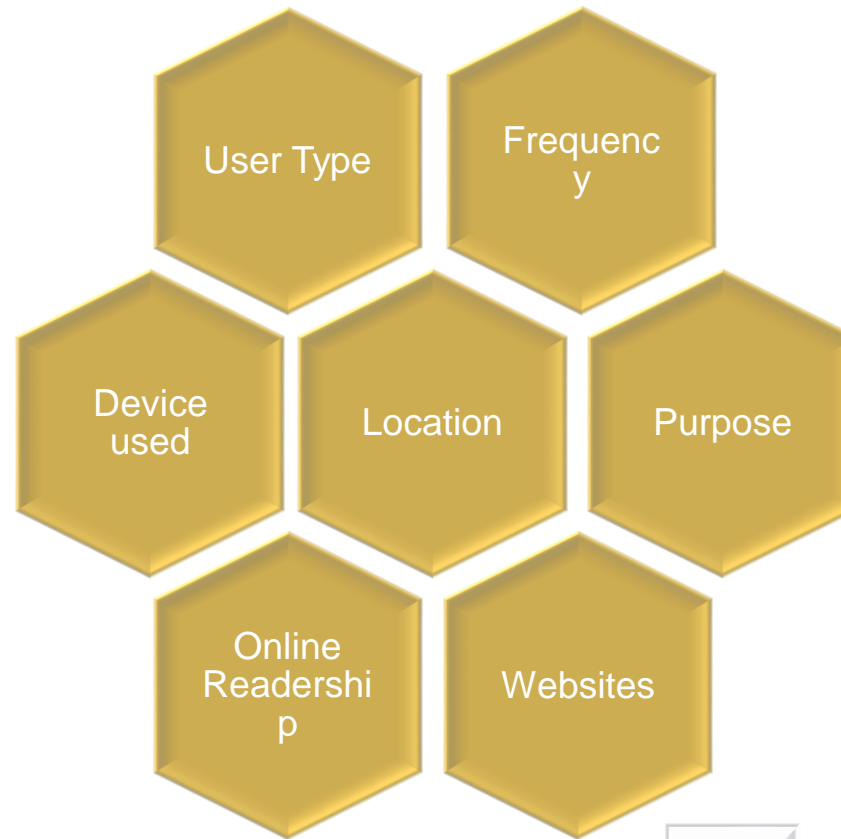 User Type
Frequenc
y
Device
used
Location
Purpose
Online
Readershi
p
Websites